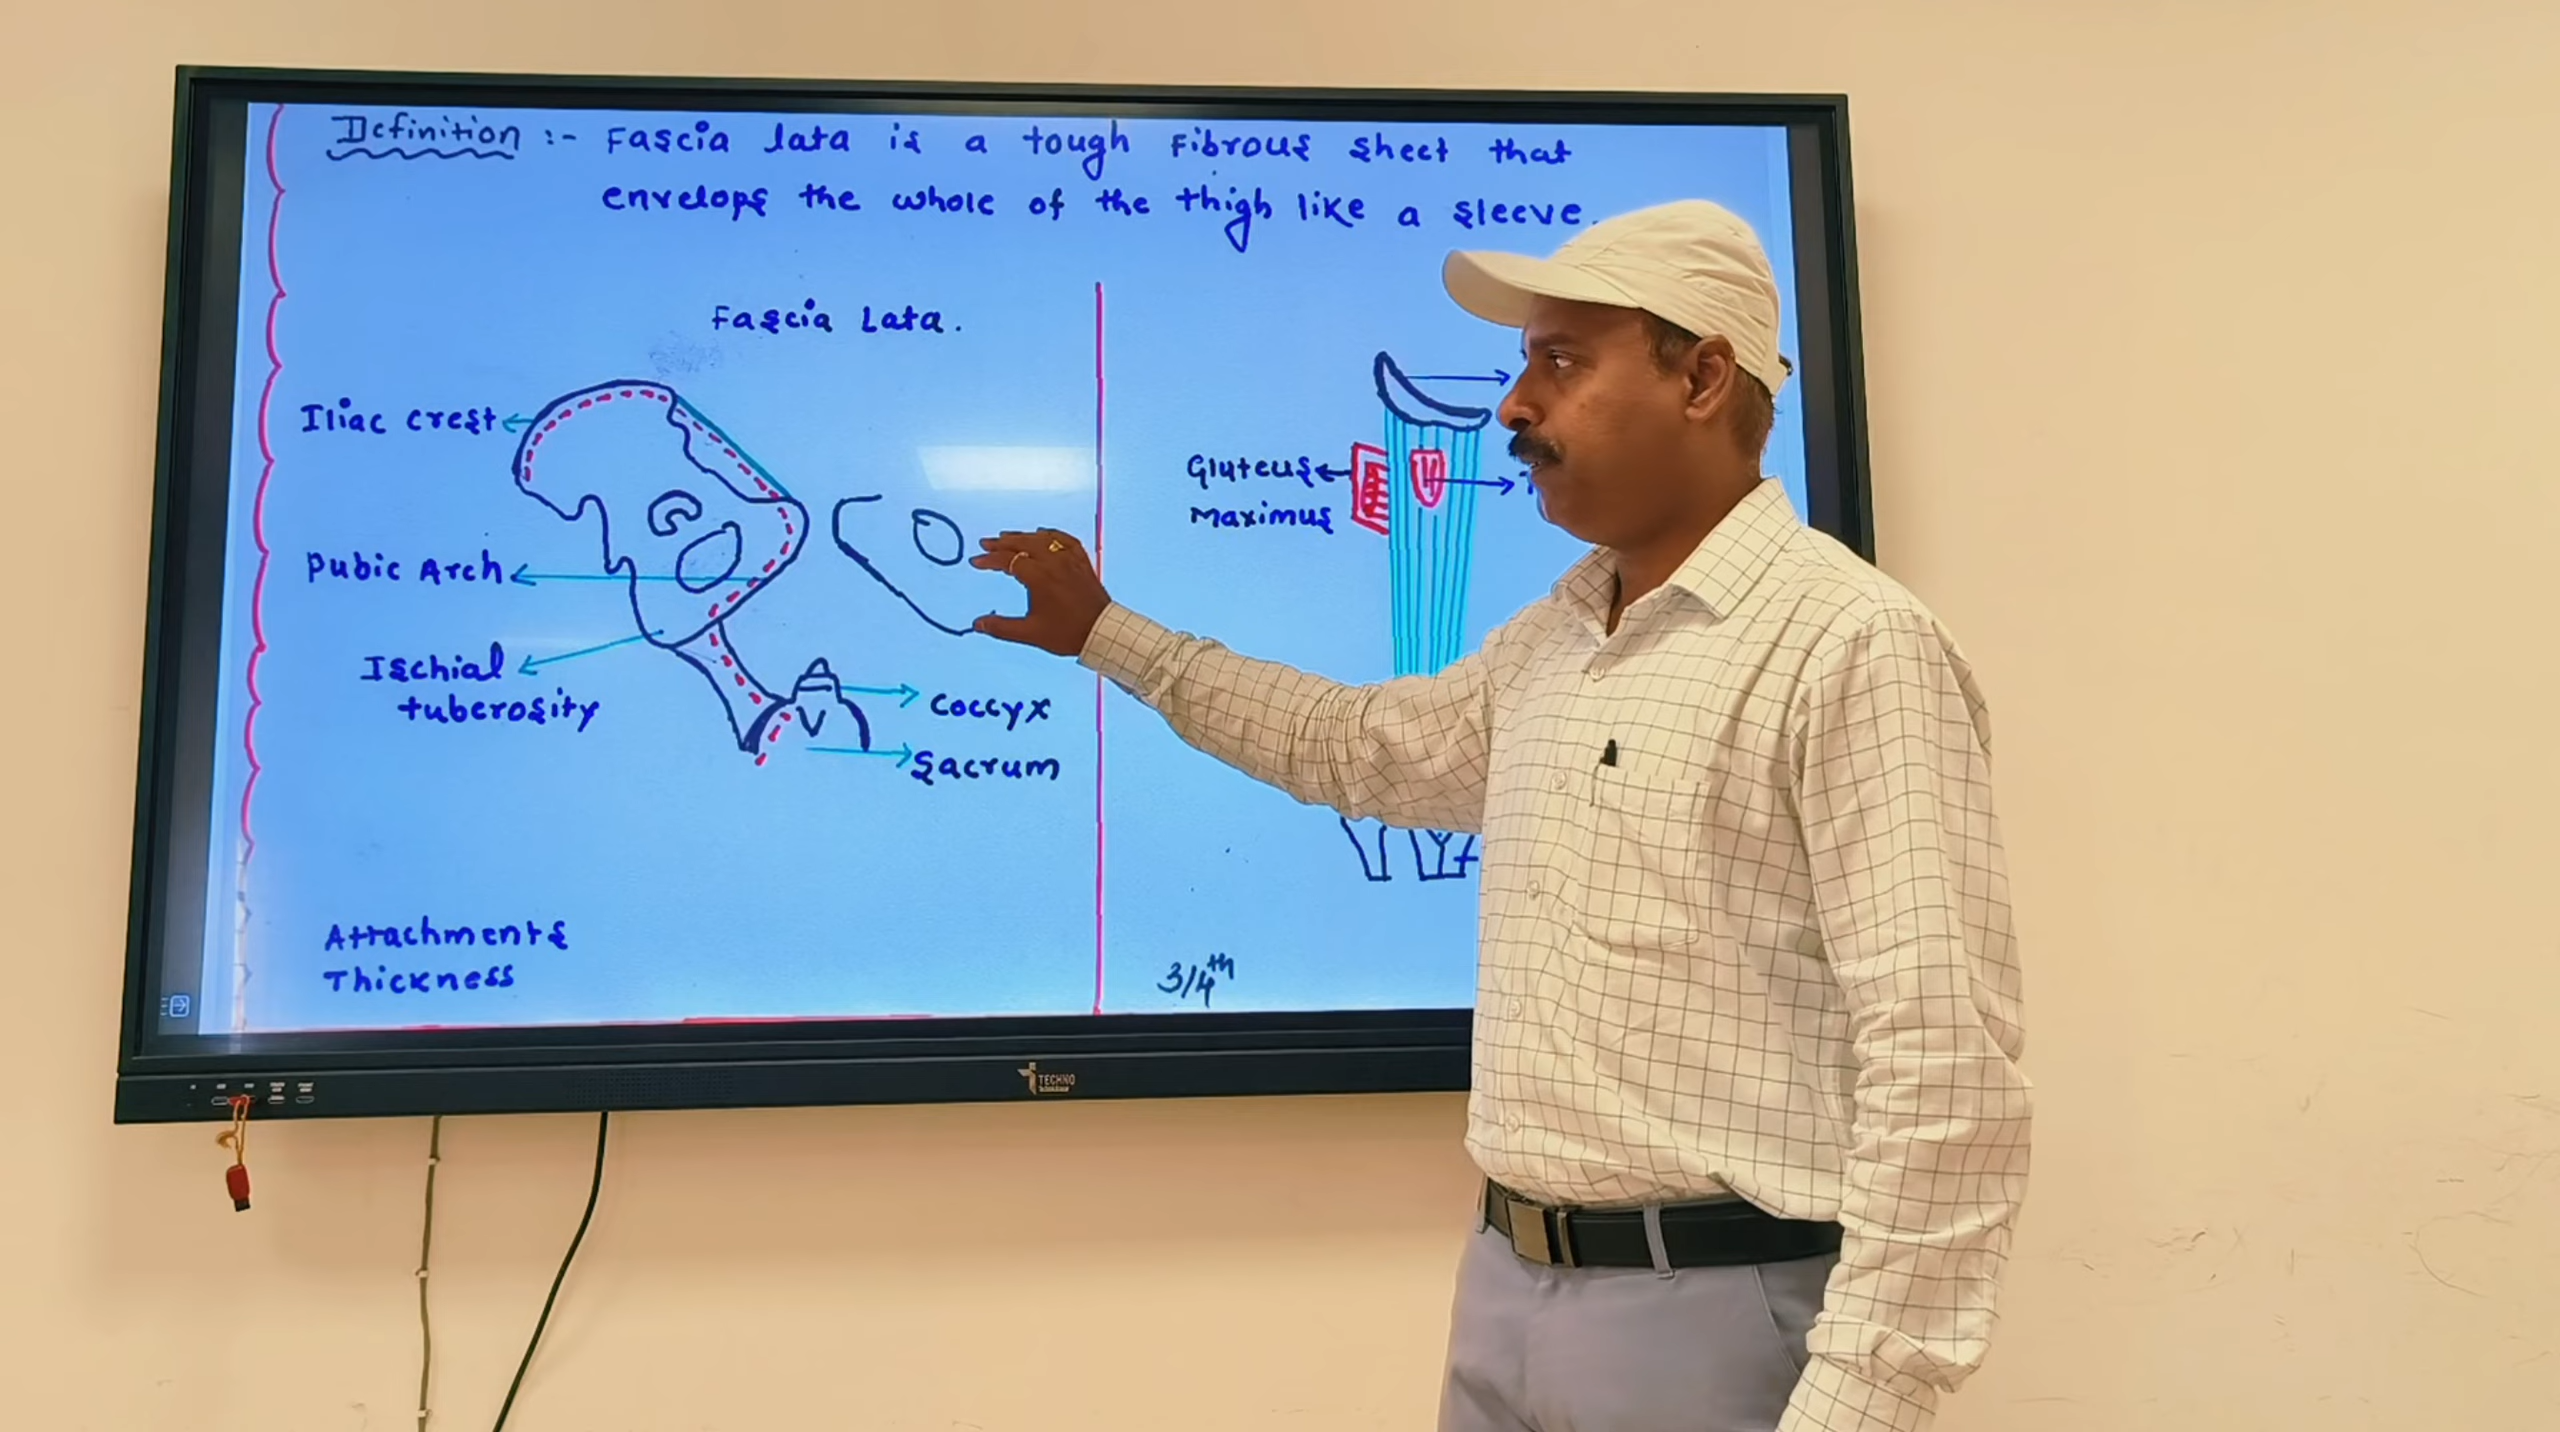 Definition :- Fascia lata is a tough Fibrous sheet that
envelops the whole of the thigh like a sleeve.
Fascia Lata.
Iliac crest
Pubic Arch
Ischial
tuberosity
Coccyx
Sacrum
Attachments
Thickness
Gluteus
Maximus
3/4th
TECHNO